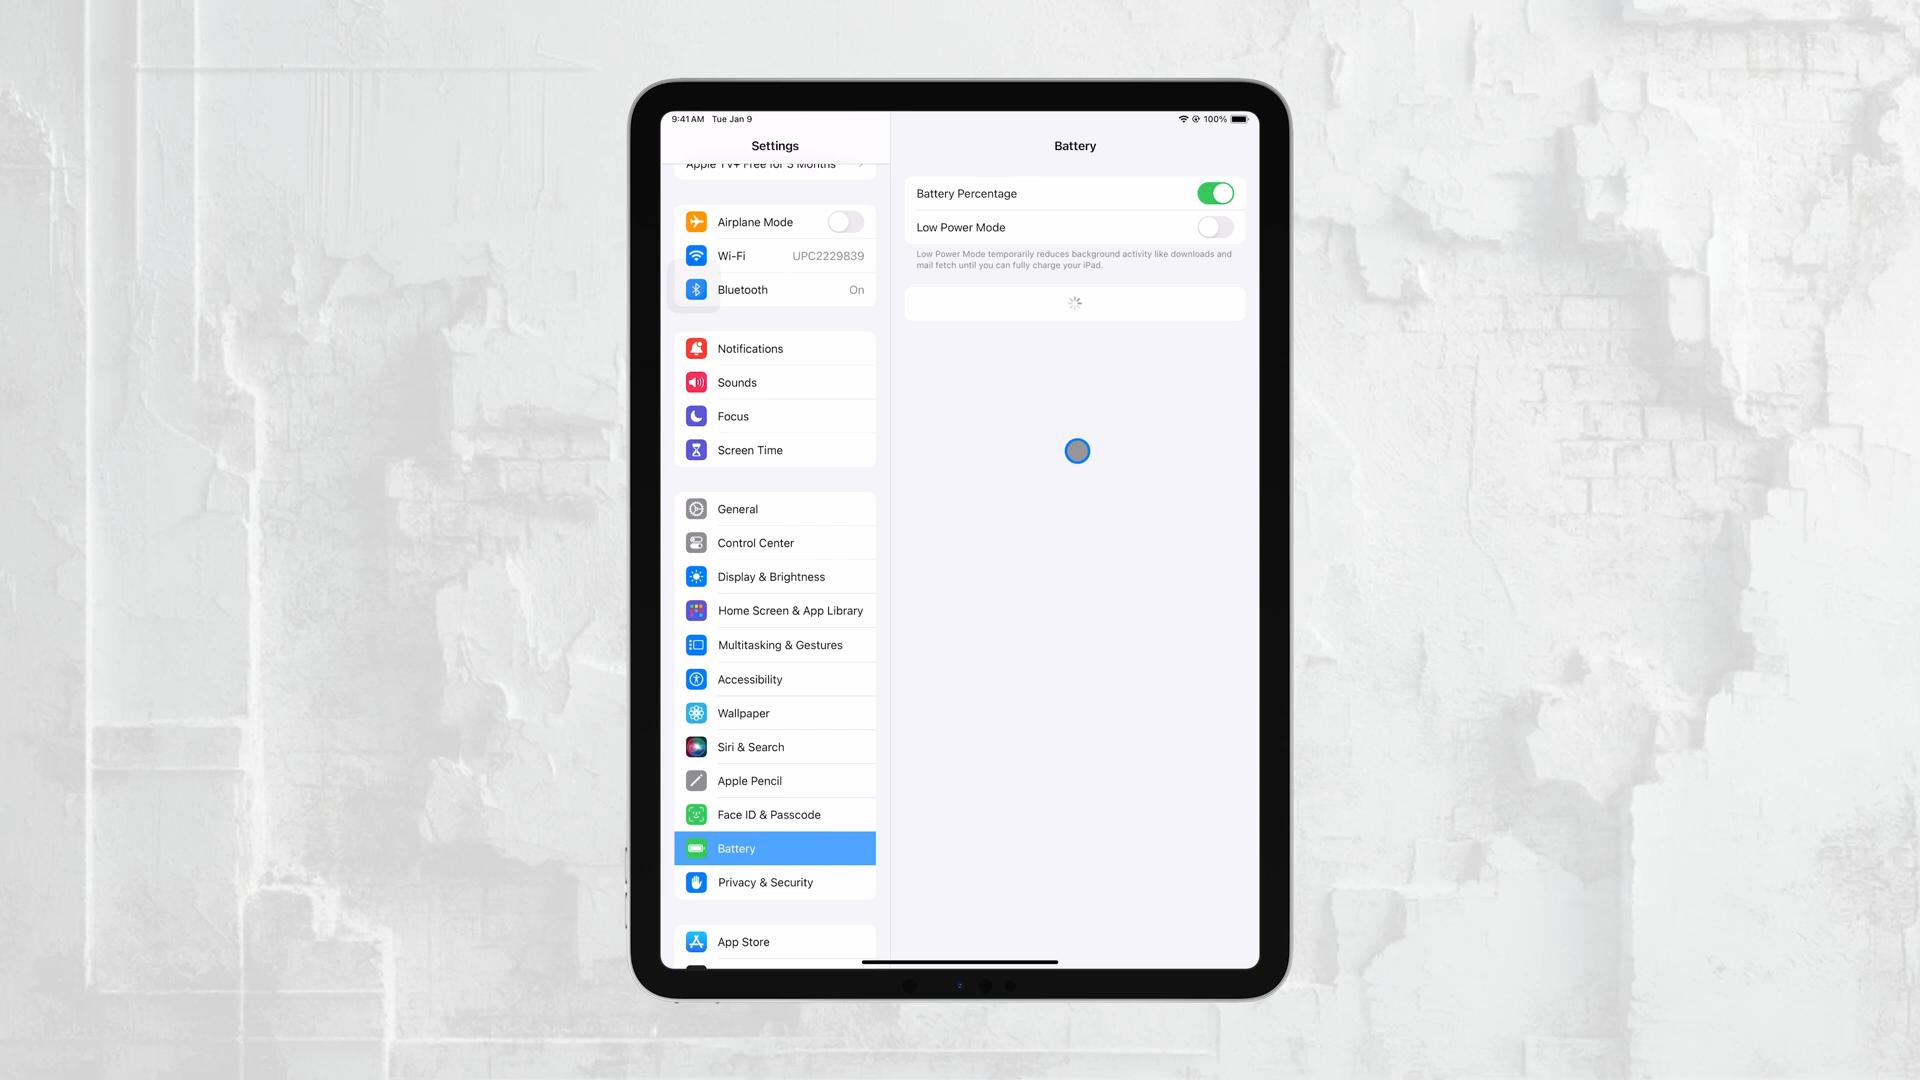 9:41 AM Tue Jan 9
100%
Settings
Apple TV+ Free for 3 Months
Airplane Mode
Wi-Fi UPC2229839
Bluetooth On
Notifications
Sounds
Focus
Screen Time
General
Control Center
Display & Brightness
Home Screen & App Library
Multitasking & Gestures
Accessibility
Wallpaper
Siri & Search
Apple Pencil
Face ID & Passcode
Battery
Privacy & Security
App Store
Battery
Battery Percentage
Low Power Mode
Low Power Mode temporarily reduces background activity like downloads and
mail fetch until you can fully charge your iPad.